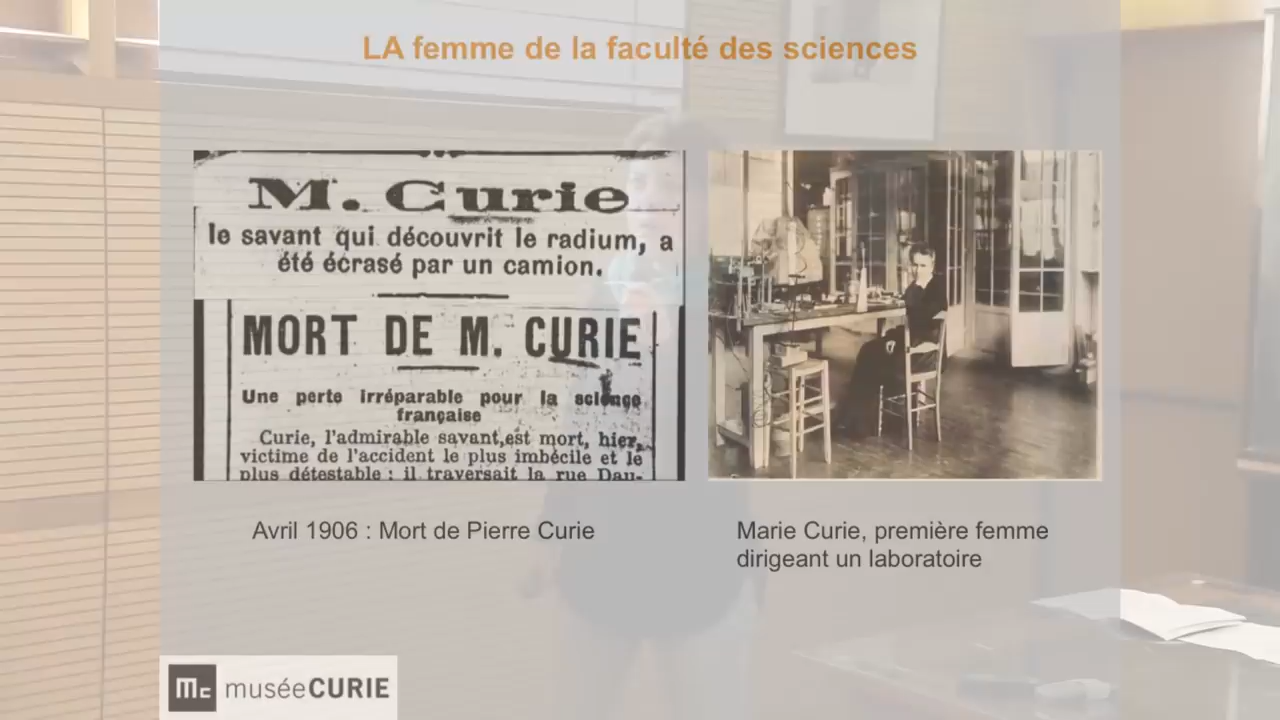 LA femme de la faculté des sciences
M. Curie
le savant qui découvrit le radium, a
été écrasé par un camion.
MORT DE M. CURIE
Une perte irréparable pour la science
française
Curie, l'admirable savant,est mort, hier,
victime de l'accident le plus imbécile et le
plus détestable : il traversait la rue Dau-
Avril 1906 : Mort de Pierre Curie
Marie Curie, première femme
dirigeant un laboratoire
Mc muséeCURIE